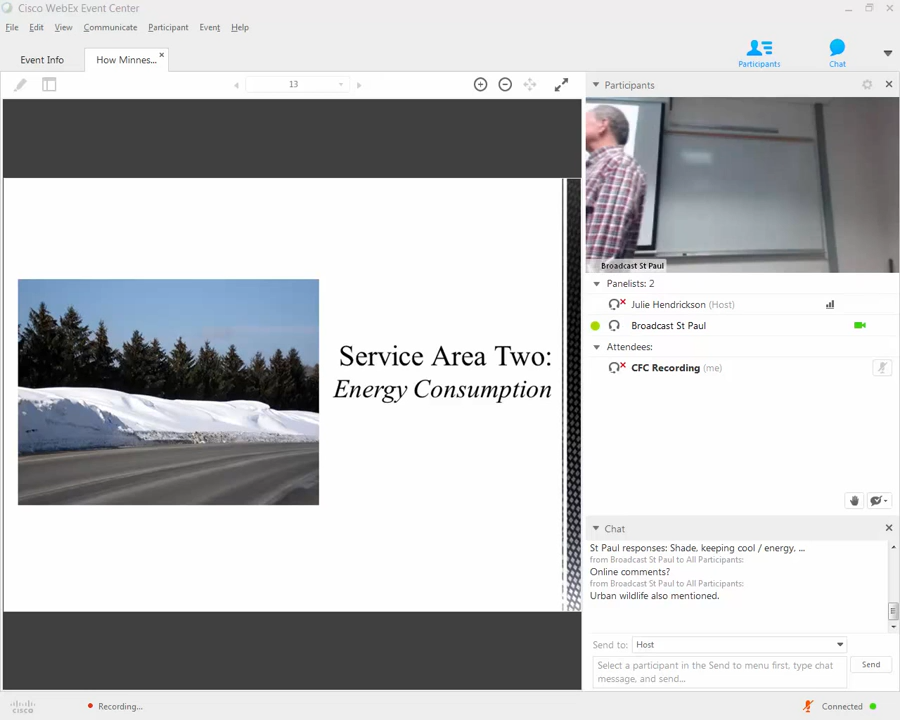 Cisco WebEx Event Center
File Edit View Communicate Participant Event Help
Event Info
How Minnes...
Participants
Chat
13
Service Area Two:
Energy Consumption
Participants
Broadcast St Paul
Panelists: 2
Julie Hendrickson (Host)
Broadcast St Paul
Attendees:
CFC Recording (me)
Chat
St Paul responses: Shade, keeping cool / energy, ...
from Broadcast St Paul to All Participants:
Online comments?
from Broadcast St Paul to All Participants:
Urban wildlife also mentioned.
Send to: Host
Select a participant in the Send to menu first, type chat
message, and send...
Send
cisco
Recording...
Connected